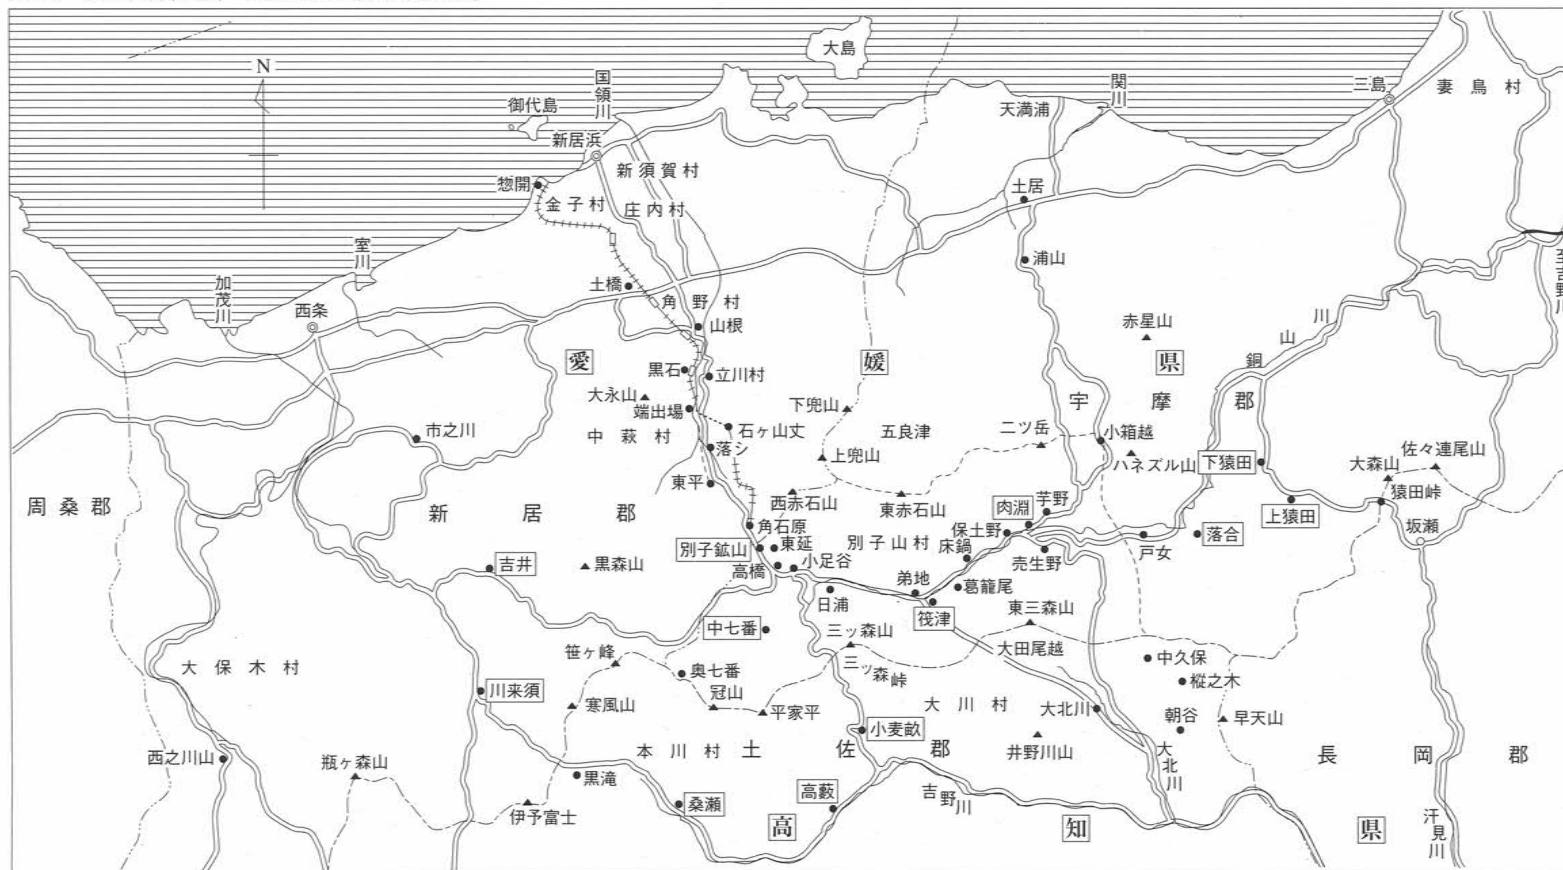 大島
N
国領川
御代島
新居浜
関川
天満浦
三島
妻鳥村
惣開
新須賀村
金子村
庄内村
土居
室川
加茂川
西条
土橋
角野村
浦山
至吉野川
山根
赤星山
銅山川
愛
媛
県
黒石
立川村
大永山
端出場
下兜山
宇摩郡
石ヶ山丈
五良津
二ツ岳
小箱越
市之川
中萩村
落シ
上兜山
ハネズル山
下猿田
佐々連尾山
大森山
東平
西赤石山
東赤石山
芋野
肉淵
上猿田
猿田峠
周桑郡
新居郡
角石原
保土野
別子山村
坂瀬
別子鉱山
東延
床鍋
戸女
落合
売生野
吉井
黒森山
高橋
小足谷
弟地
葛籠尾
日浦
筏津
東三森山
中七番
三ッ森山
大田尾越
中久保
大保木村
笹ヶ峰
奥七番
三ッ森峠
樅之木
川来須
寒風山
冠山
平家平
大川村
大北川
朝谷
早天山
小麦畝
井野川山
大北川
本川村
土佐郡
長岡郡
西之川山
瓶ヶ森山
黒滝
伊予富士
桑瀬
高藪
吉野川
高
知
県
汗見川